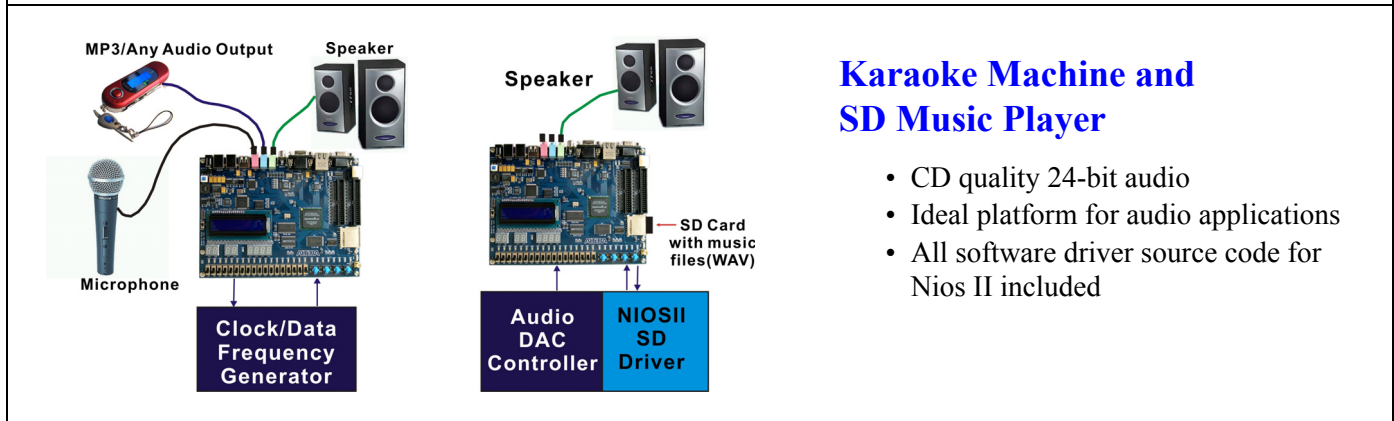 MP3/Any Audio Output
Speaker
Microphone
Clock/Data
Frequency
Generator
Speaker
SD Card
with music
files(WAV)
Audio
DAC
Controller
NIOSII
SD
Driver
Karaoke Machine and
SD Music Player
• CD quality 24-bit audio
• Ideal platform for audio applications
• All software driver source code for
Nios II included